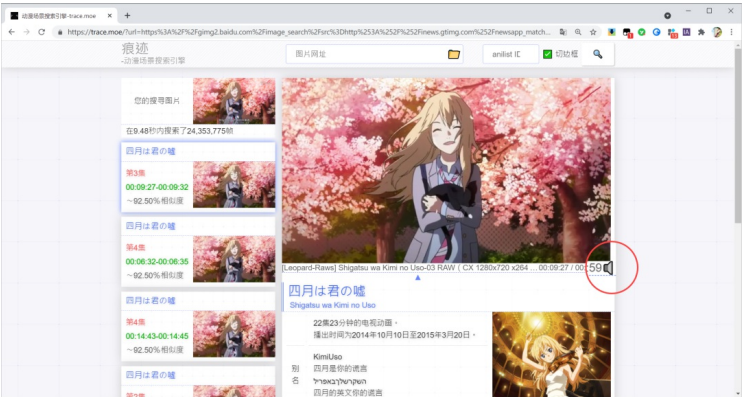 动漫场景搜索引擎-trace.moe
https://trace.moe/?url=https%3A%2F%2Fgimg2.baidu.com%2Fimage_search%2Fsrc%3Dhttp%253A%252F%252Finews.gtimg.com%252Fnewsapp_match...
痕迹
-动漫场景搜索引擎
图片网址
anilist
切边框
您的搜寻图片
在9.48秒内搜索了24,353,775帧
四月は君の嘘
第3集
00:09:27-00:09:32
～92.50%相似度
四月は君の嘘
第4集
00:06:32-00:06:35
～92.50%相似度
四月は君の嘘
第4集
00:14:43-00:14:45
～92.50%相似度
四月は君の嘘
[Leopard-Raws] Shigatsu wa Kimi no Uso-03 RAW ( CX 1280x720 x264 ... 00:09:27 / 00:
59
四月は君の嘘
Shigatsu wa Kimi no Uso
22集23分钟的电视动画。
播出时间为2014年10月10日至2015年3月20日。
别名
KimiUso
四月是你的谎言
השקרשלךבאפריל
四月的英文你的谎言